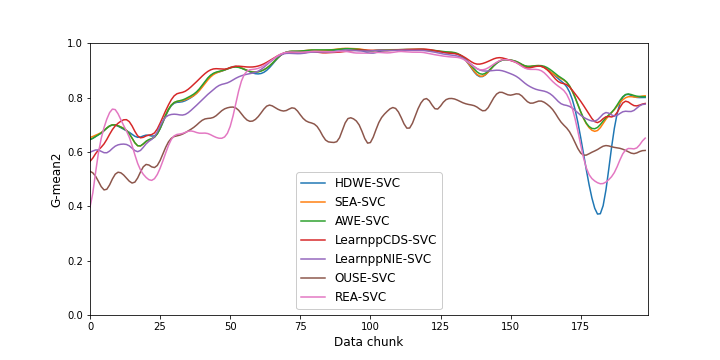 1.0
0.8
0.6
0.4
0.2
0.0
G-mean2
HDWE-SVC
SEA-SVC
AWE-SVC
LearnppCDS-SVC
LearnppNIE-SVC
OUSE-SVC
REA-SVC
0 25 50 75 100 125 150 175
Data chunk